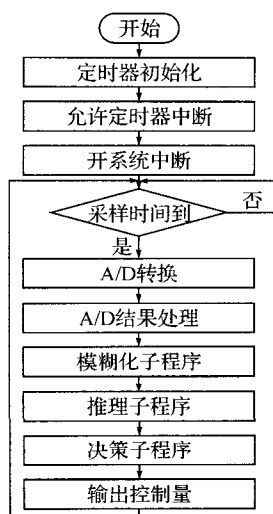 开始
定时器初始化
允许定时器中断
开系统中断
采样时间到
否
是
A/D转换
A/D结果处理
模糊化子程序
推理子程序
决策子程序
输出控制量